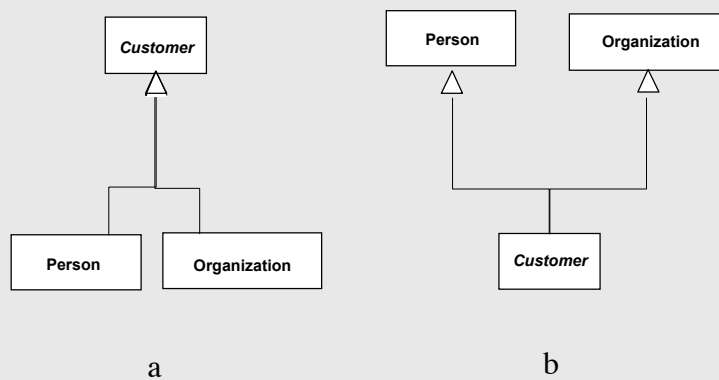 Customer
Person
Organization
a
Person
Organization
Customer
b